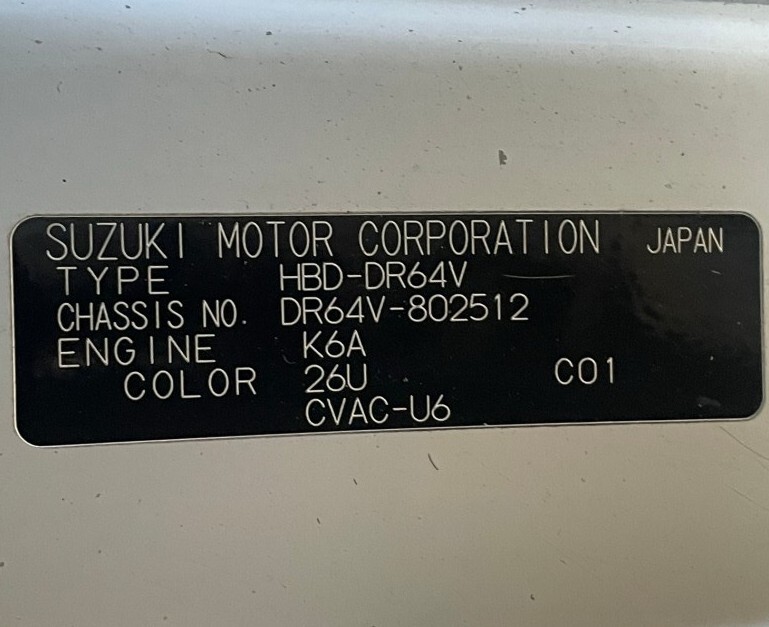 SUZUKI MOTOR CORPORATION JAPAN
TYPE HBD-DR64V
CHASSIS NO. DR64V-802512
ENGINE K6A
COLOR 26U C01
CVAC-U6